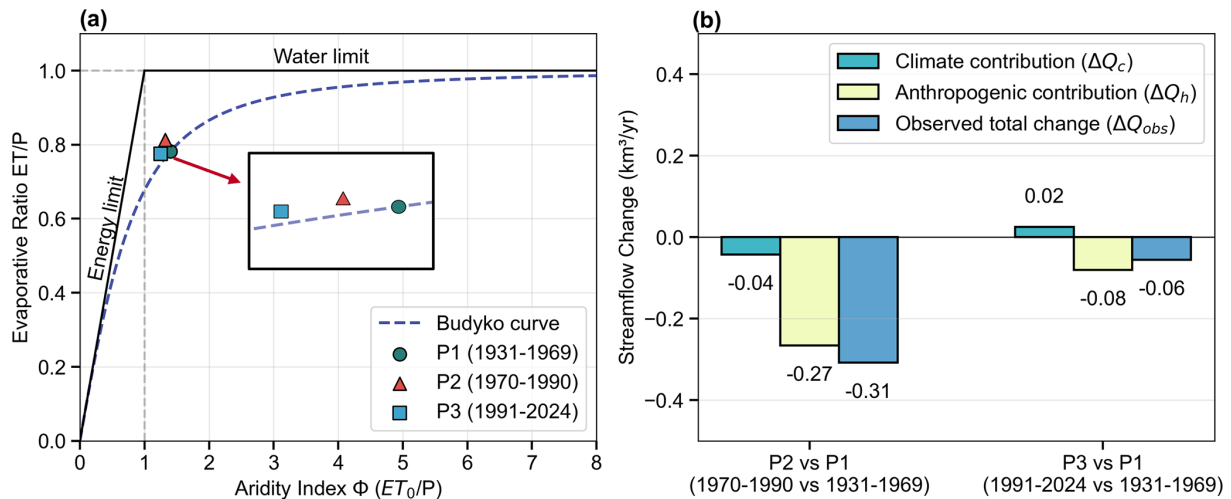 (a)
Evaporative Ratio ET/P
1.0
0.8
0.6
0.4
0.2
0.0
Water limit
Energy limit
Budyko curve
P1 (1931-1969)
P2 (1970-1990)
P3 (1991-2024)
0 1 2 3 4 5 6 7 8
Aridity Index Φ (ET₀/P)
(b)
Streamflow Change (km³/yr)
0.4
0.2
0.0
−0.2
−0.4
Climate contribution (ΔQc)
Anthropogenic contribution (ΔQh)
Observed total change (ΔQobs)
-0.04
-0.27
-0.31
0.02
-0.08
-0.06
P2 vs P1
(1970-1990 vs 1931-1969)
P3 vs P1
(1991-2024 vs 1931-1969)